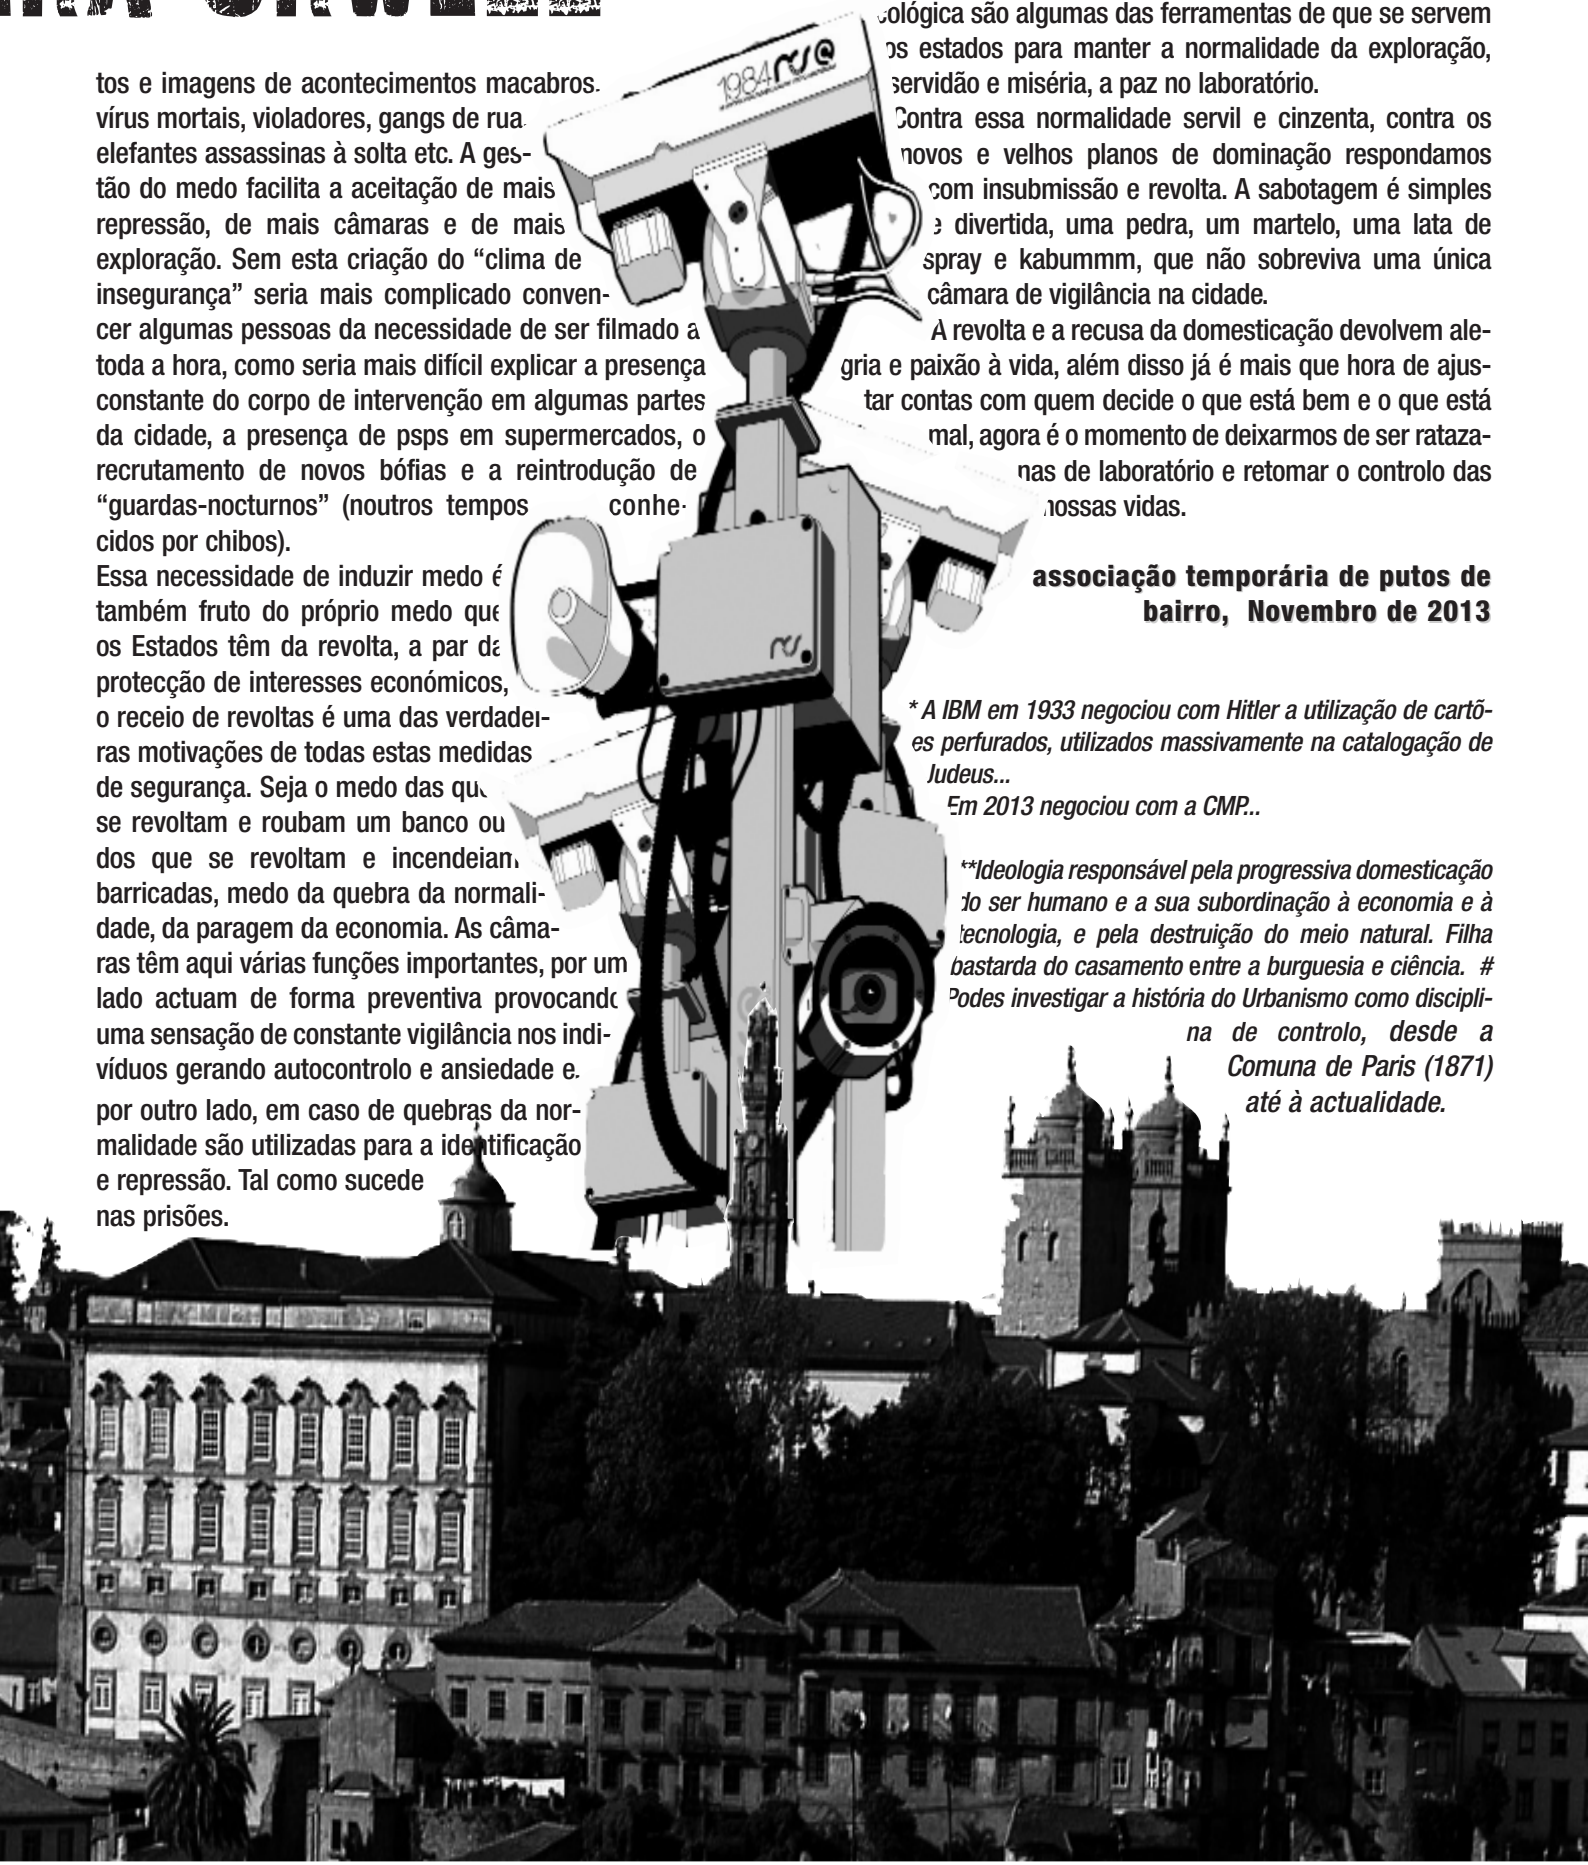 tos e imagens de acontecimentos macabros.
vírus mortais, violadores, gangs de rua
elefantes assassinas à solta etc. A ges-
tão do medo facilita a aceitação de mais
repressão, de mais câmaras e de mais
exploração. Sem esta criação do “clima de
insegurança” seria mais complicado conven-
cer algumas pessoas da necessidade de ser filmado a
toda a hora, como seria mais difícil explicar a presença
constante do corpo de intervenção em algumas partes
da cidade, a presença de psps em supermercados, o
recrutamento de novos bófias e a reintrodução de
“guardas-nocturnos” (noutros tempos conhe-
cidos por chibos).
Essa necessidade de induzir medo é
também fruto do próprio medo que
os Estados têm da revolta, a par da
protecção de interesses económicos,
o receio de revoltas é uma das verdadei-
ras motivações de todas estas medidas
de segurança. Seja o medo das que
se revoltam e roubam um banco ou
dos que se revoltam e incendeiam
barricadas, medo da quebra da normali-
dade, da paragem da economia. As câma-
ras têm aqui várias funções importantes, por um
lado actuam de forma preventiva provocando
uma sensação de constante vigilância nos indi-
víduos gerando autocontrolo e ansiedade e.
por outro lado, em caso de quebras da nor-
malidade são utilizadas para a identificação
e repressão. Tal como sucede
nas prisões.
1984
cológica são algumas das ferramentas de que se servem
os estados para manter a normalidade da exploração,
servidão e miséria, a paz no laboratório.
Contra essa normalidade servil e cinzenta, contra os
novos e velhos planos de dominação respondamos
com insubmissão e revolta. A sabotagem é simples
e divertida, uma pedra, um martelo, uma lata de
spray e kabummm, que não sobreviva uma única
câmara de vigilância na cidade.
A revolta e a recusa da domesticação devolvem ale-
gria e paixão à vida, além disso já é mais que hora de ajus-
tar contas com quem decide o que está bem e o que está
mal, agora é o momento de deixarmos de ser rataza-
nas de laboratório e retomar o controlo das
nossas vidas.
associação temporária de putos de
bairro, Novembro de 2013
* A IBM em 1933 negociou com Hitler a utilização de cartõ-
es perfurados, utilizados massivamente na catalogação de
Judeus...
Em 2013 negociou com a CMP...
**Ideologia responsável pela progressiva domesticação
do ser humano e a sua subordinação à economia e à
tecnologia, e pela destruição do meio natural. Filha
bastarda do casamento entre a burguesia e ciência. #
Podes investigar a história do Urbanismo como discipli-
na de controlo, desde a
Comuna de Paris (1871)
até à actualidade.